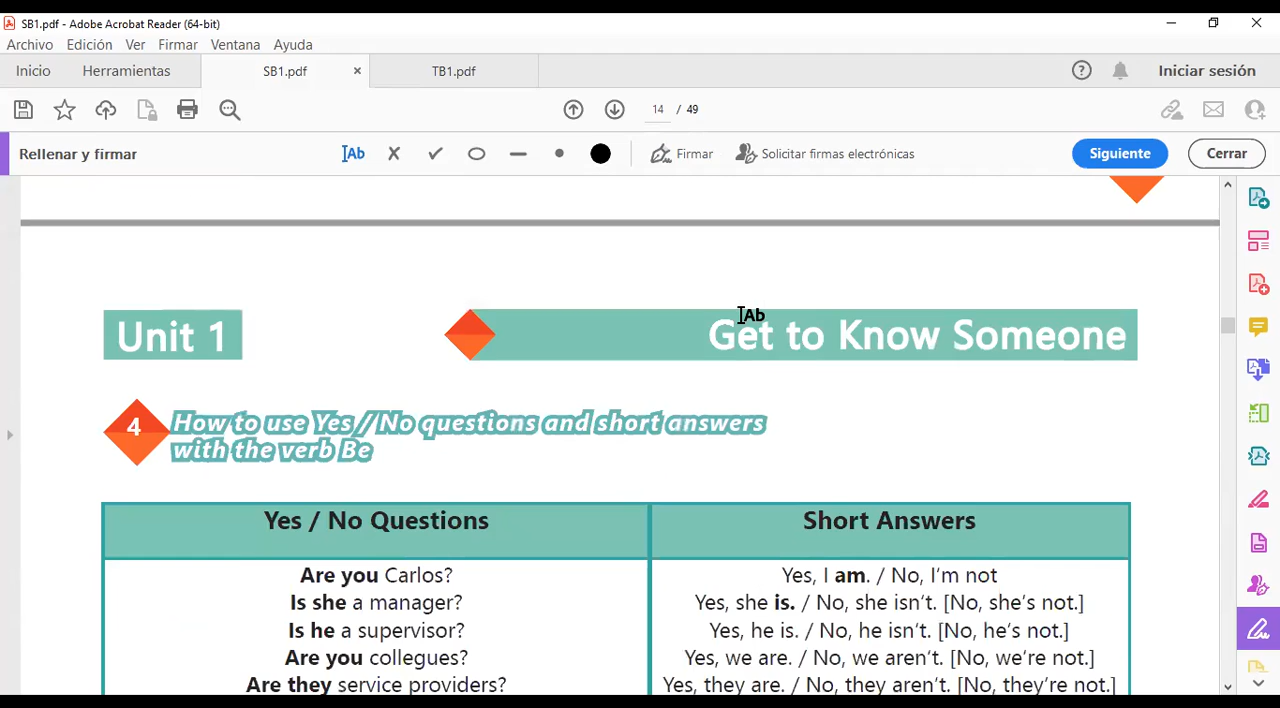 SB1.pdf - Adobe Acrobat Reader (64-bit)
Archivo Edición Ver Firmar Ventana Ayuda
Inicio Herramientas SB1.pdf × TB1.pdf ? Iniciar sesión
14 / 49
Rellenar y firmar Ab Firmar Solicitar firmas electrónicas Siguiente Cerrar
Ab
Unit 1 Get to Know Someone
4 How to use Yes / No questions and short answers
with the verb Be
Yes / No Questions Short Answers
Are you Carlos? Yes, I am. / No, I'm not
Is she a manager? Yes, she is. / No, she isn't. [No, she's not.]
Is he a supervisor? Yes, he is. / No, he isn't. [No, he's not.]
Are you collegues? Yes, we are. / No, we aren't. [No, we're not.]
Are they service providers? Yes, they are. / No, they aren't. [No, they're not.]